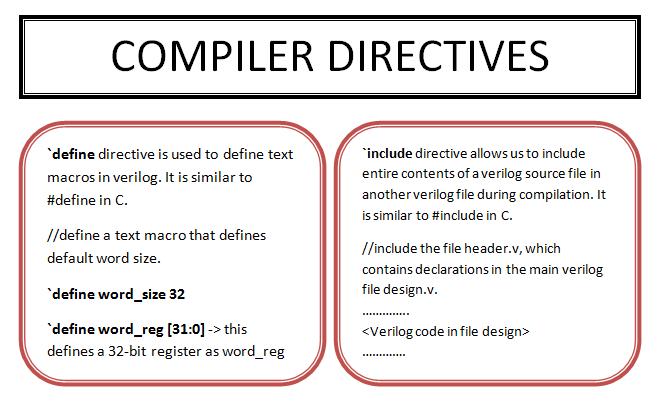 COMPILER DIRECTIVES
`define directive is used to define text
macros in verilog. It is similar to
#define in C.
//define a text macro that defines
default word size.
`define word_size 32
`define word_reg [31:0] -> this
defines a 32-bit register as word_reg
`include directive allows us to include
entire contents of a verilog source file in
another verilog file during compilation. It
is similar to #include in C.
//include the file header.v, which
contains declarations in the main verilog
file design.v.
..............
<Verilog code in file design>
.............